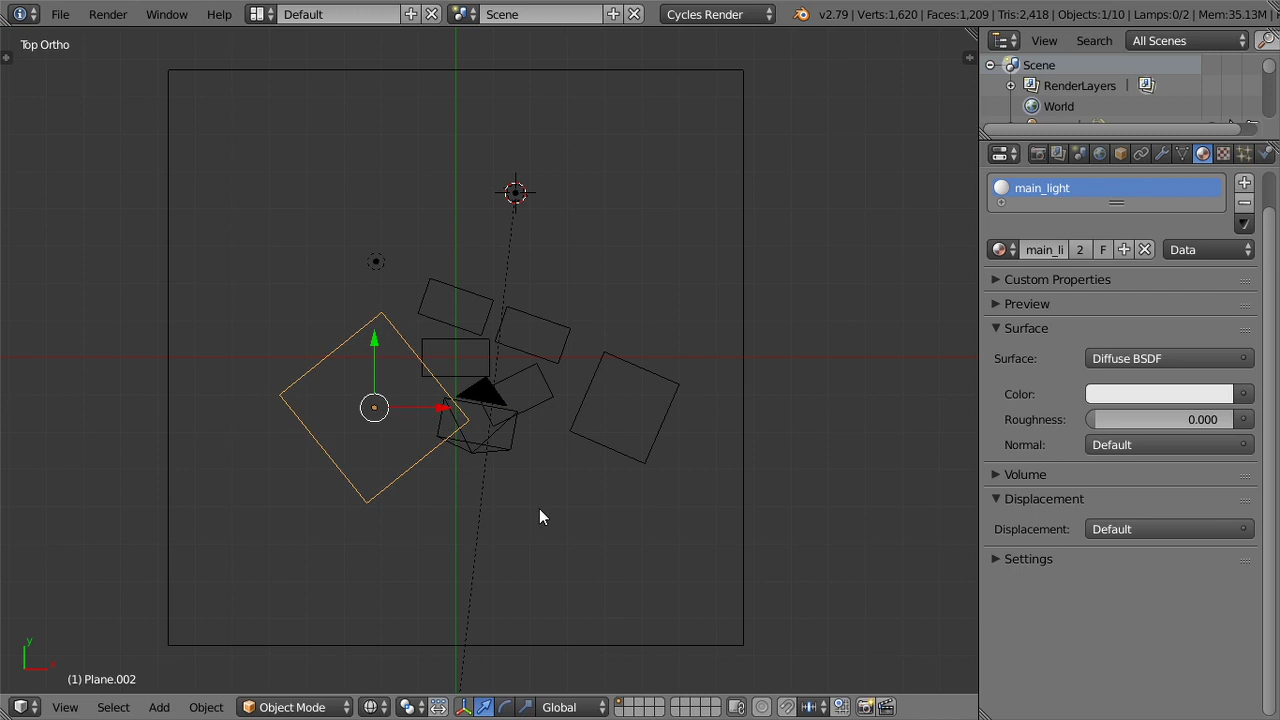 File Render Window Help Default Scene Cycles Render v2.79 | Verts:1,620 | Faces:1,209 | Tris:2,418 | Objects:1/10 | Lamps:0/2 | Mem:35.13M
Top Ortho
View Search All Scenes
Scene
RenderLayers
World
main_light
main_li 2 F Data
Custom Properties
Preview
Surface
Surface: Diffuse BSDF
Color:
Roughness: 0.000
Normal: Default
Volume
Displacement
Displacement: Default
Settings
y
x
(1) Plane.002
View Select Add Object Object Mode Global